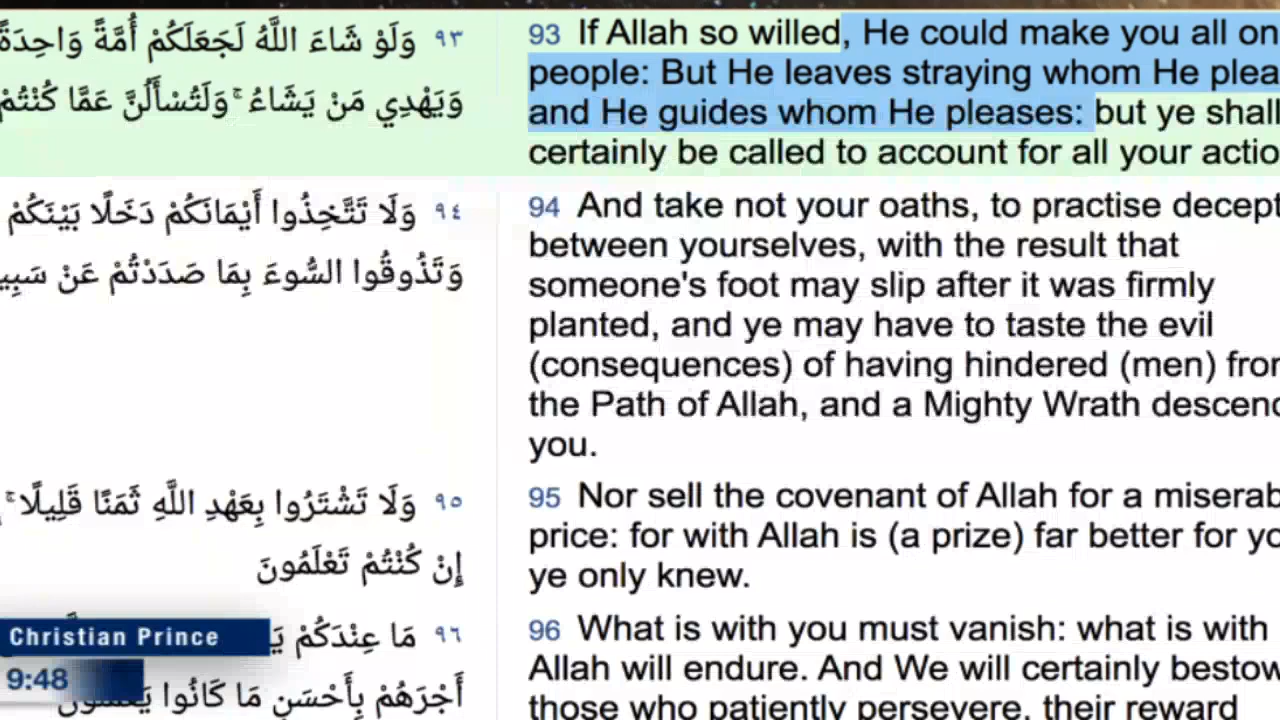 ٩٣ وَلَوْ شَاءَ اللَّهُ لَجَعَلَكُمْ أُمَّةً وَاحِدَةً
وَيَهْدِي مَنْ يَشَاءُ ۚ وَلَتُسْأَلُنَّ عَمَّا كُنْتُمْ
93 If Allah so willed, He could make you all on
people: But He leaves straying whom He plea
and He guides whom He pleases: but ye shall
certainly be called to account for all your actio
٩٤ وَلَا تَتَّخِذُوا أَيْمَانَكُمْ دَخَلًا بَيْنَكُمْ
وَتَذُوقُوا السُّوءَ بِمَا صَدَدْتُمْ عَنْ سَبِي
94 And take not your oaths, to practise decept
between yourselves, with the result that
someone's foot may slip after it was firmly
planted, and ye may have to taste the evil
(consequences) of having hindered (men) from
the Path of Allah, and a Mighty Wrath descend
you.
٩٥ وَلَا تَشْتَرُوا بِعَهْدِ اللَّهِ ثَمَنًا قَلِيلًا ۚ
إِنْ كُنْتُمْ تَعْلَمُونَ
95 Nor sell the covenant of Allah for a miserab
price: for with Allah is (a prize) far better for yo
ye only knew.
٩٦ مَا عِنْدَكُمْ
أَجْرَهُمْ بِأَحْسَنِ مَا كَانُوا يَعْمَلُونَ
96 What is with you must vanish: what is with
Allah will endure. And We will certainly bestow
those who patiently persevere, their reward
Christian Prince
9:48